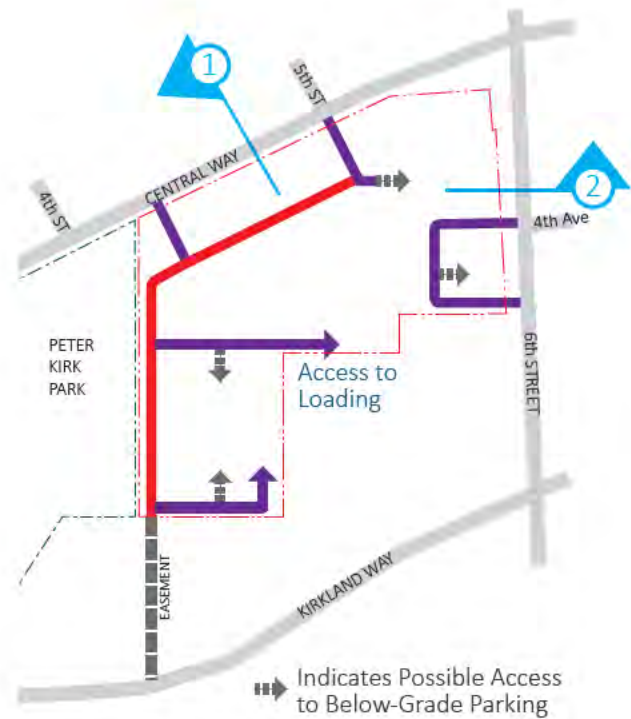 1
5th ST
CENTRAL WAY
4th ST
2
4th Ave
PETER
KIRK
PARK
6th STREET
Access to
Loading
EASEMENT
KIRKLAND WAY
Indicates Possible Access
to Below-Grade Parking